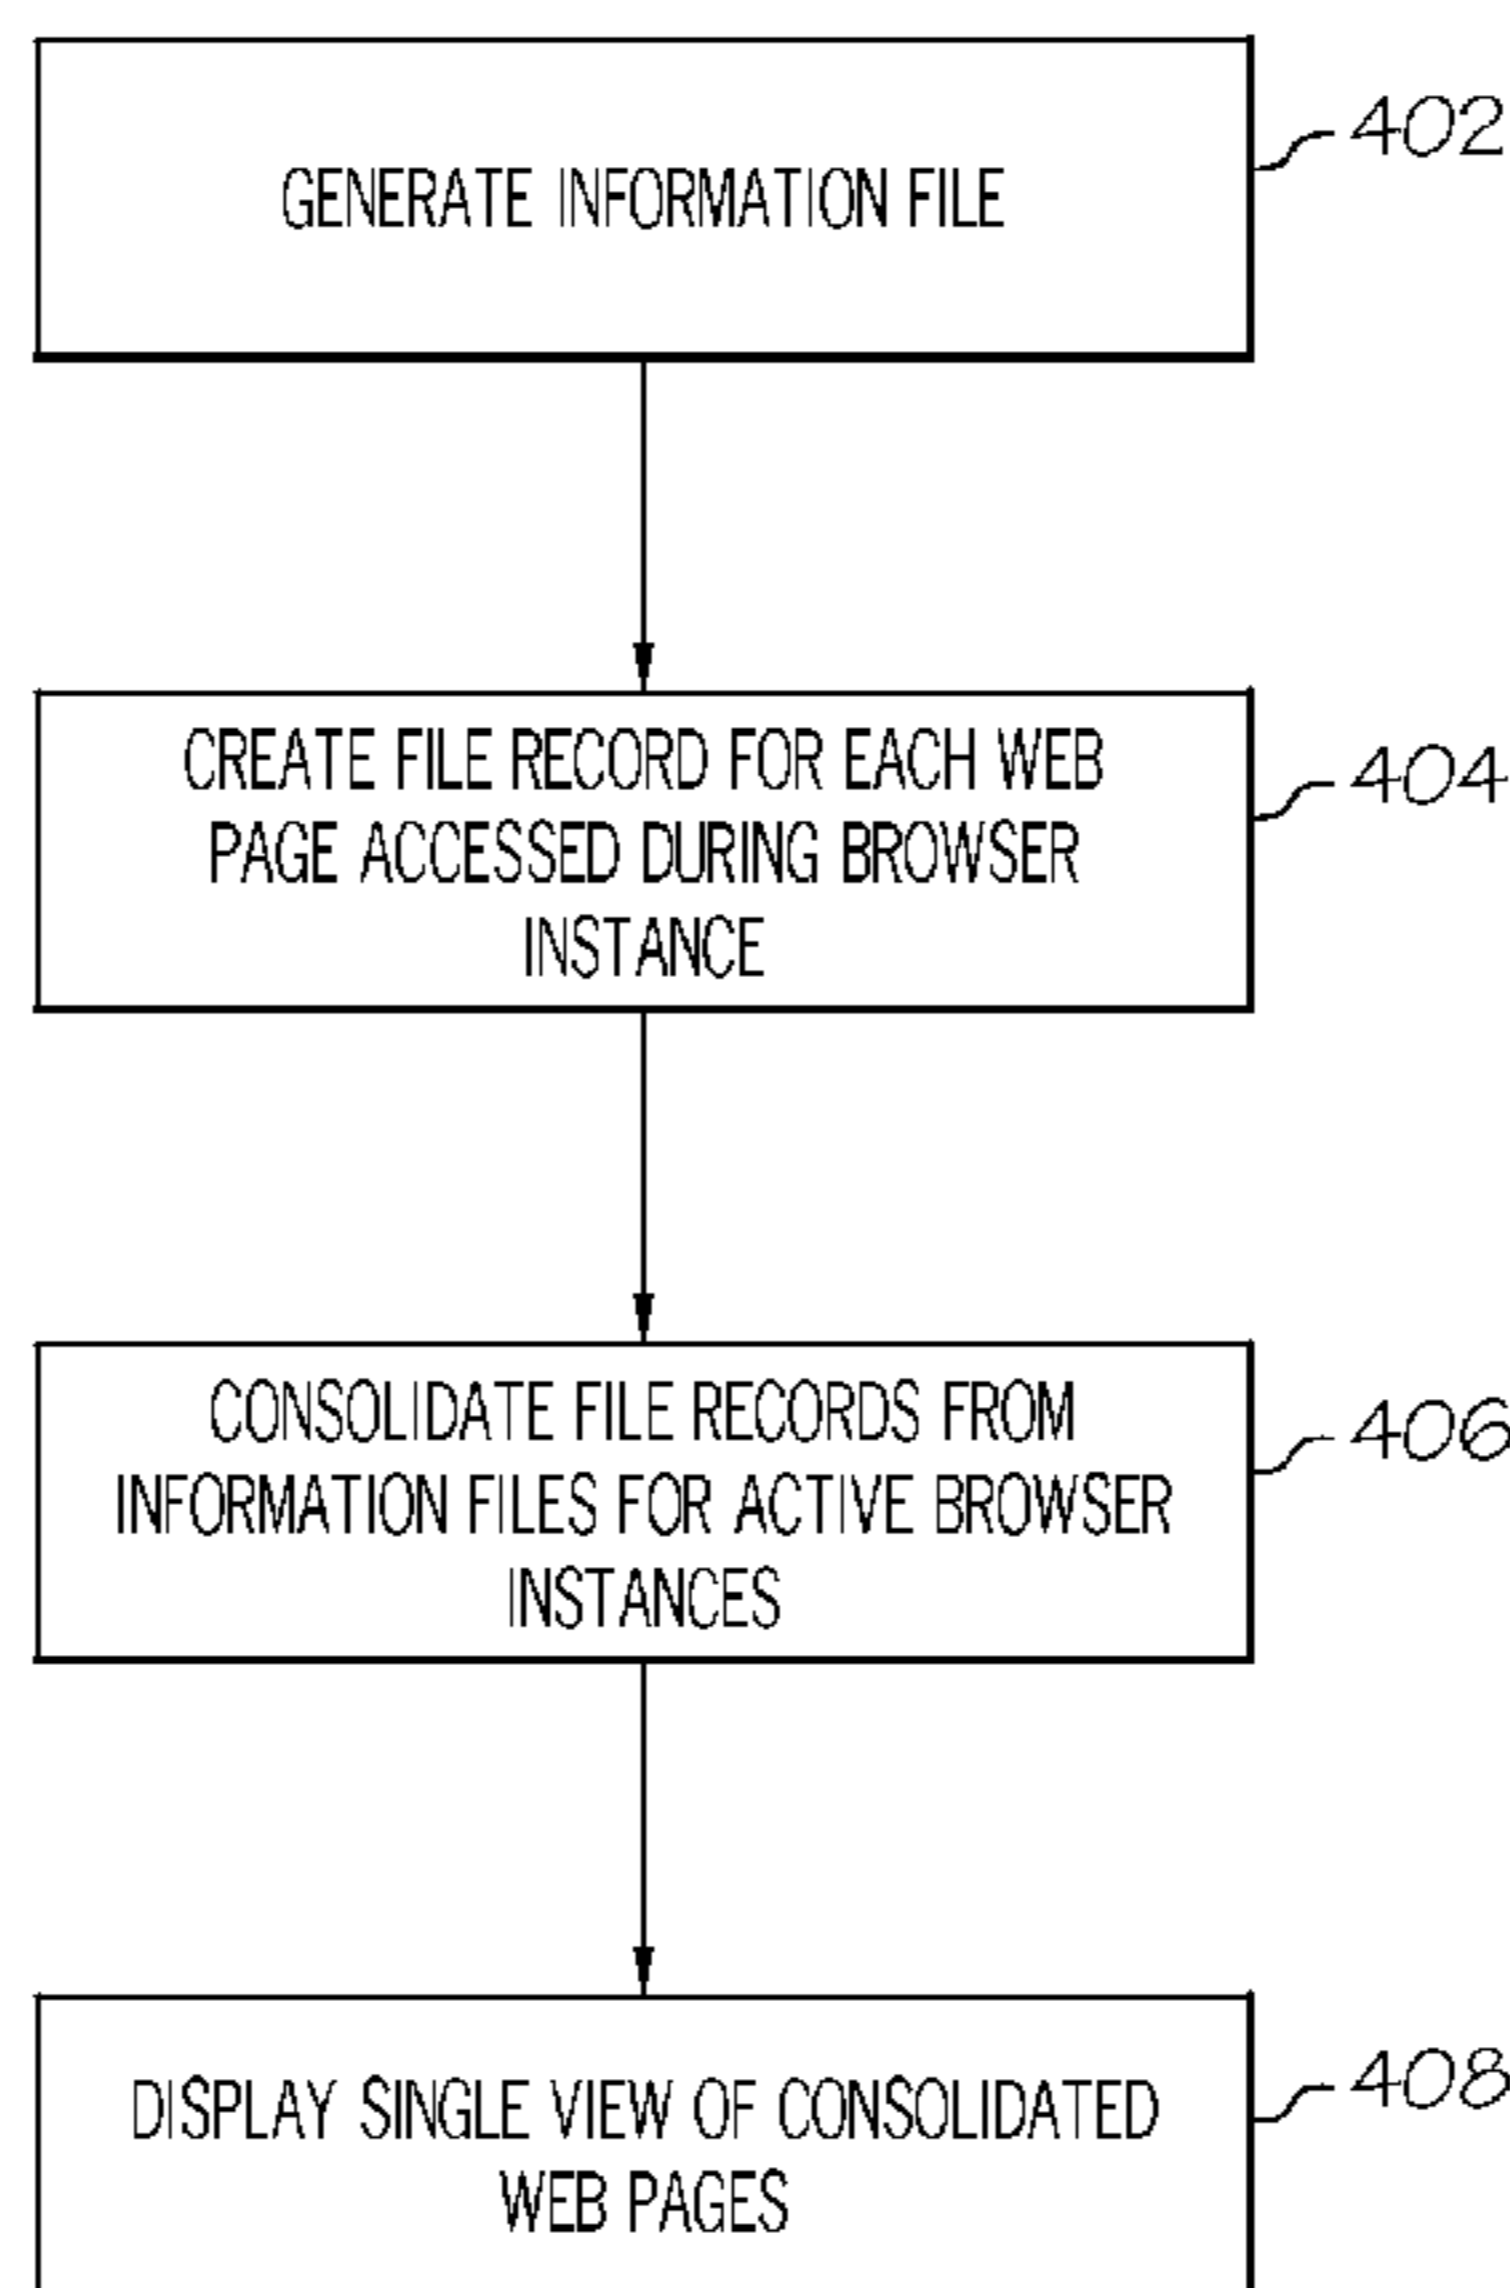 GENERATE INFORMATION FILE
402
CREATE FILE RECORD FOR EACH WEB
PAGE ACCESSED DURING BROWSER
INSTANCE
404
CONSOLIDATE FILE RECORDS FROM
INFORMATION FILES FOR ACTIVE BROWSER
INSTANCES
406
DISPLAY SINGLE VIEW OF CONSOLIDATED
WEB PAGES
408